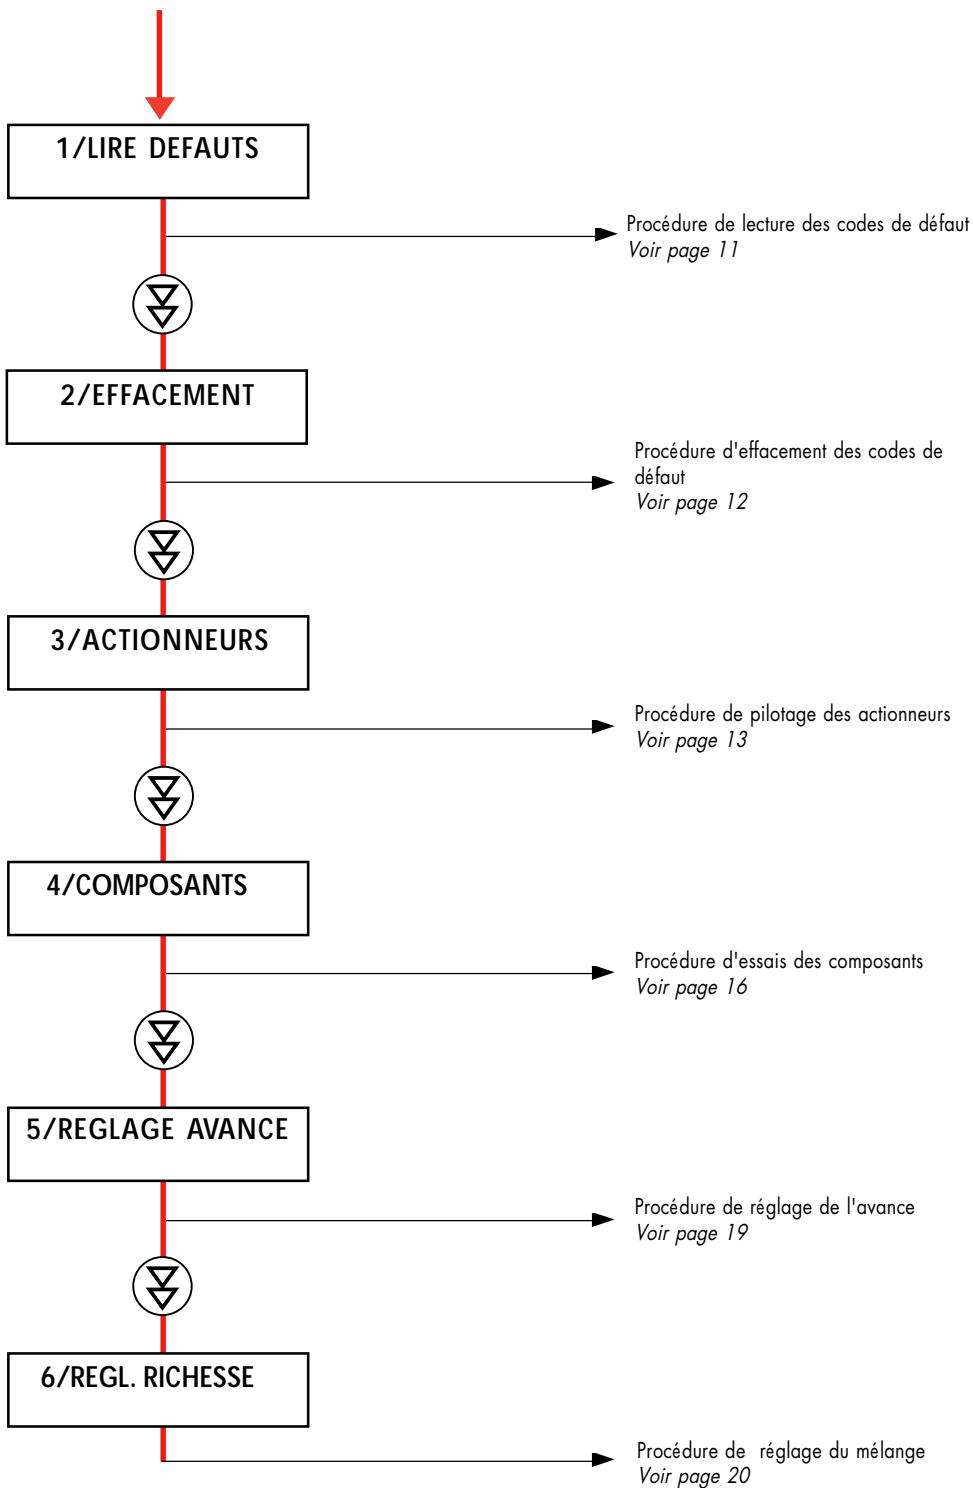 1/LIRE DEFAUTS
Procédure de lecture des codes de défaut
Voir page 11
2/EFFACEMENT
Procédure d'effacement des codes de
défaut
Voir page 12
3/ACTIONNEURS
Procédure de pilotage des actionneurs
Voir page 13
4/COMPOSANTS
Procédure d'essais des composants
Voir page 16
5/REGLAGE AVANCE
Procédure de réglage de l'avance
Voir page 19
6/REGL. RICHESSE
Procédure de réglage du mélange
Voir page 20